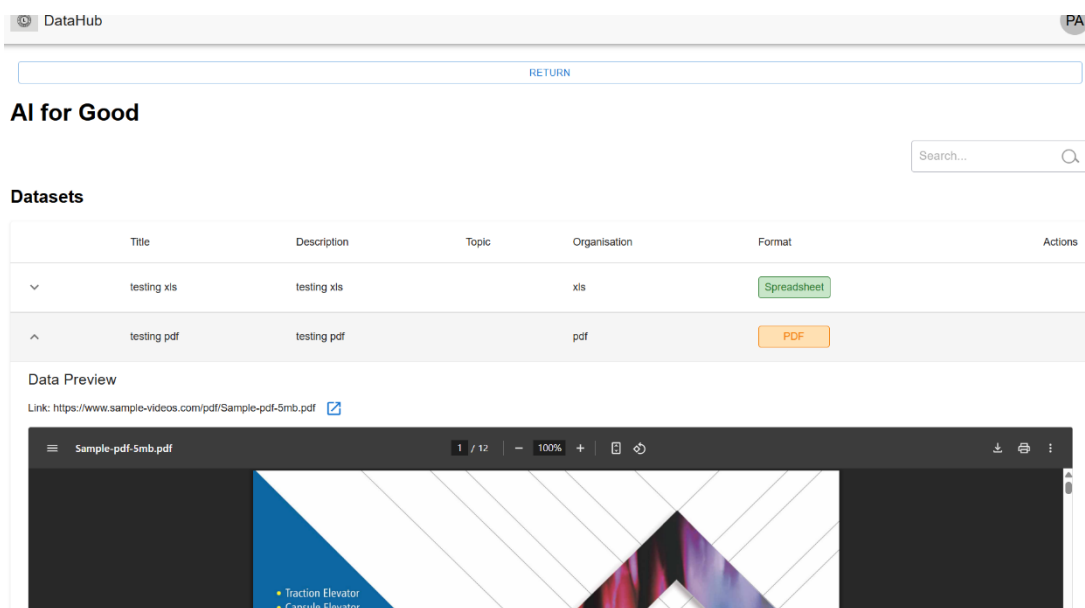 DataHub PA
RETURN
AI for Good
Search...
Datasets
Title Description Topic Organisation Format Actions
testing xls testing xls xls Spreadsheet
testing pdf testing pdf pdf PDF
Data Preview
Link: https://www.sample-videos.com/pdf/Sample-pdf-5mb.pdf
Sample-pdf-5mb.pdf 1 / 12 − 100% +
• Traction Elevator
• Capsule Elevator